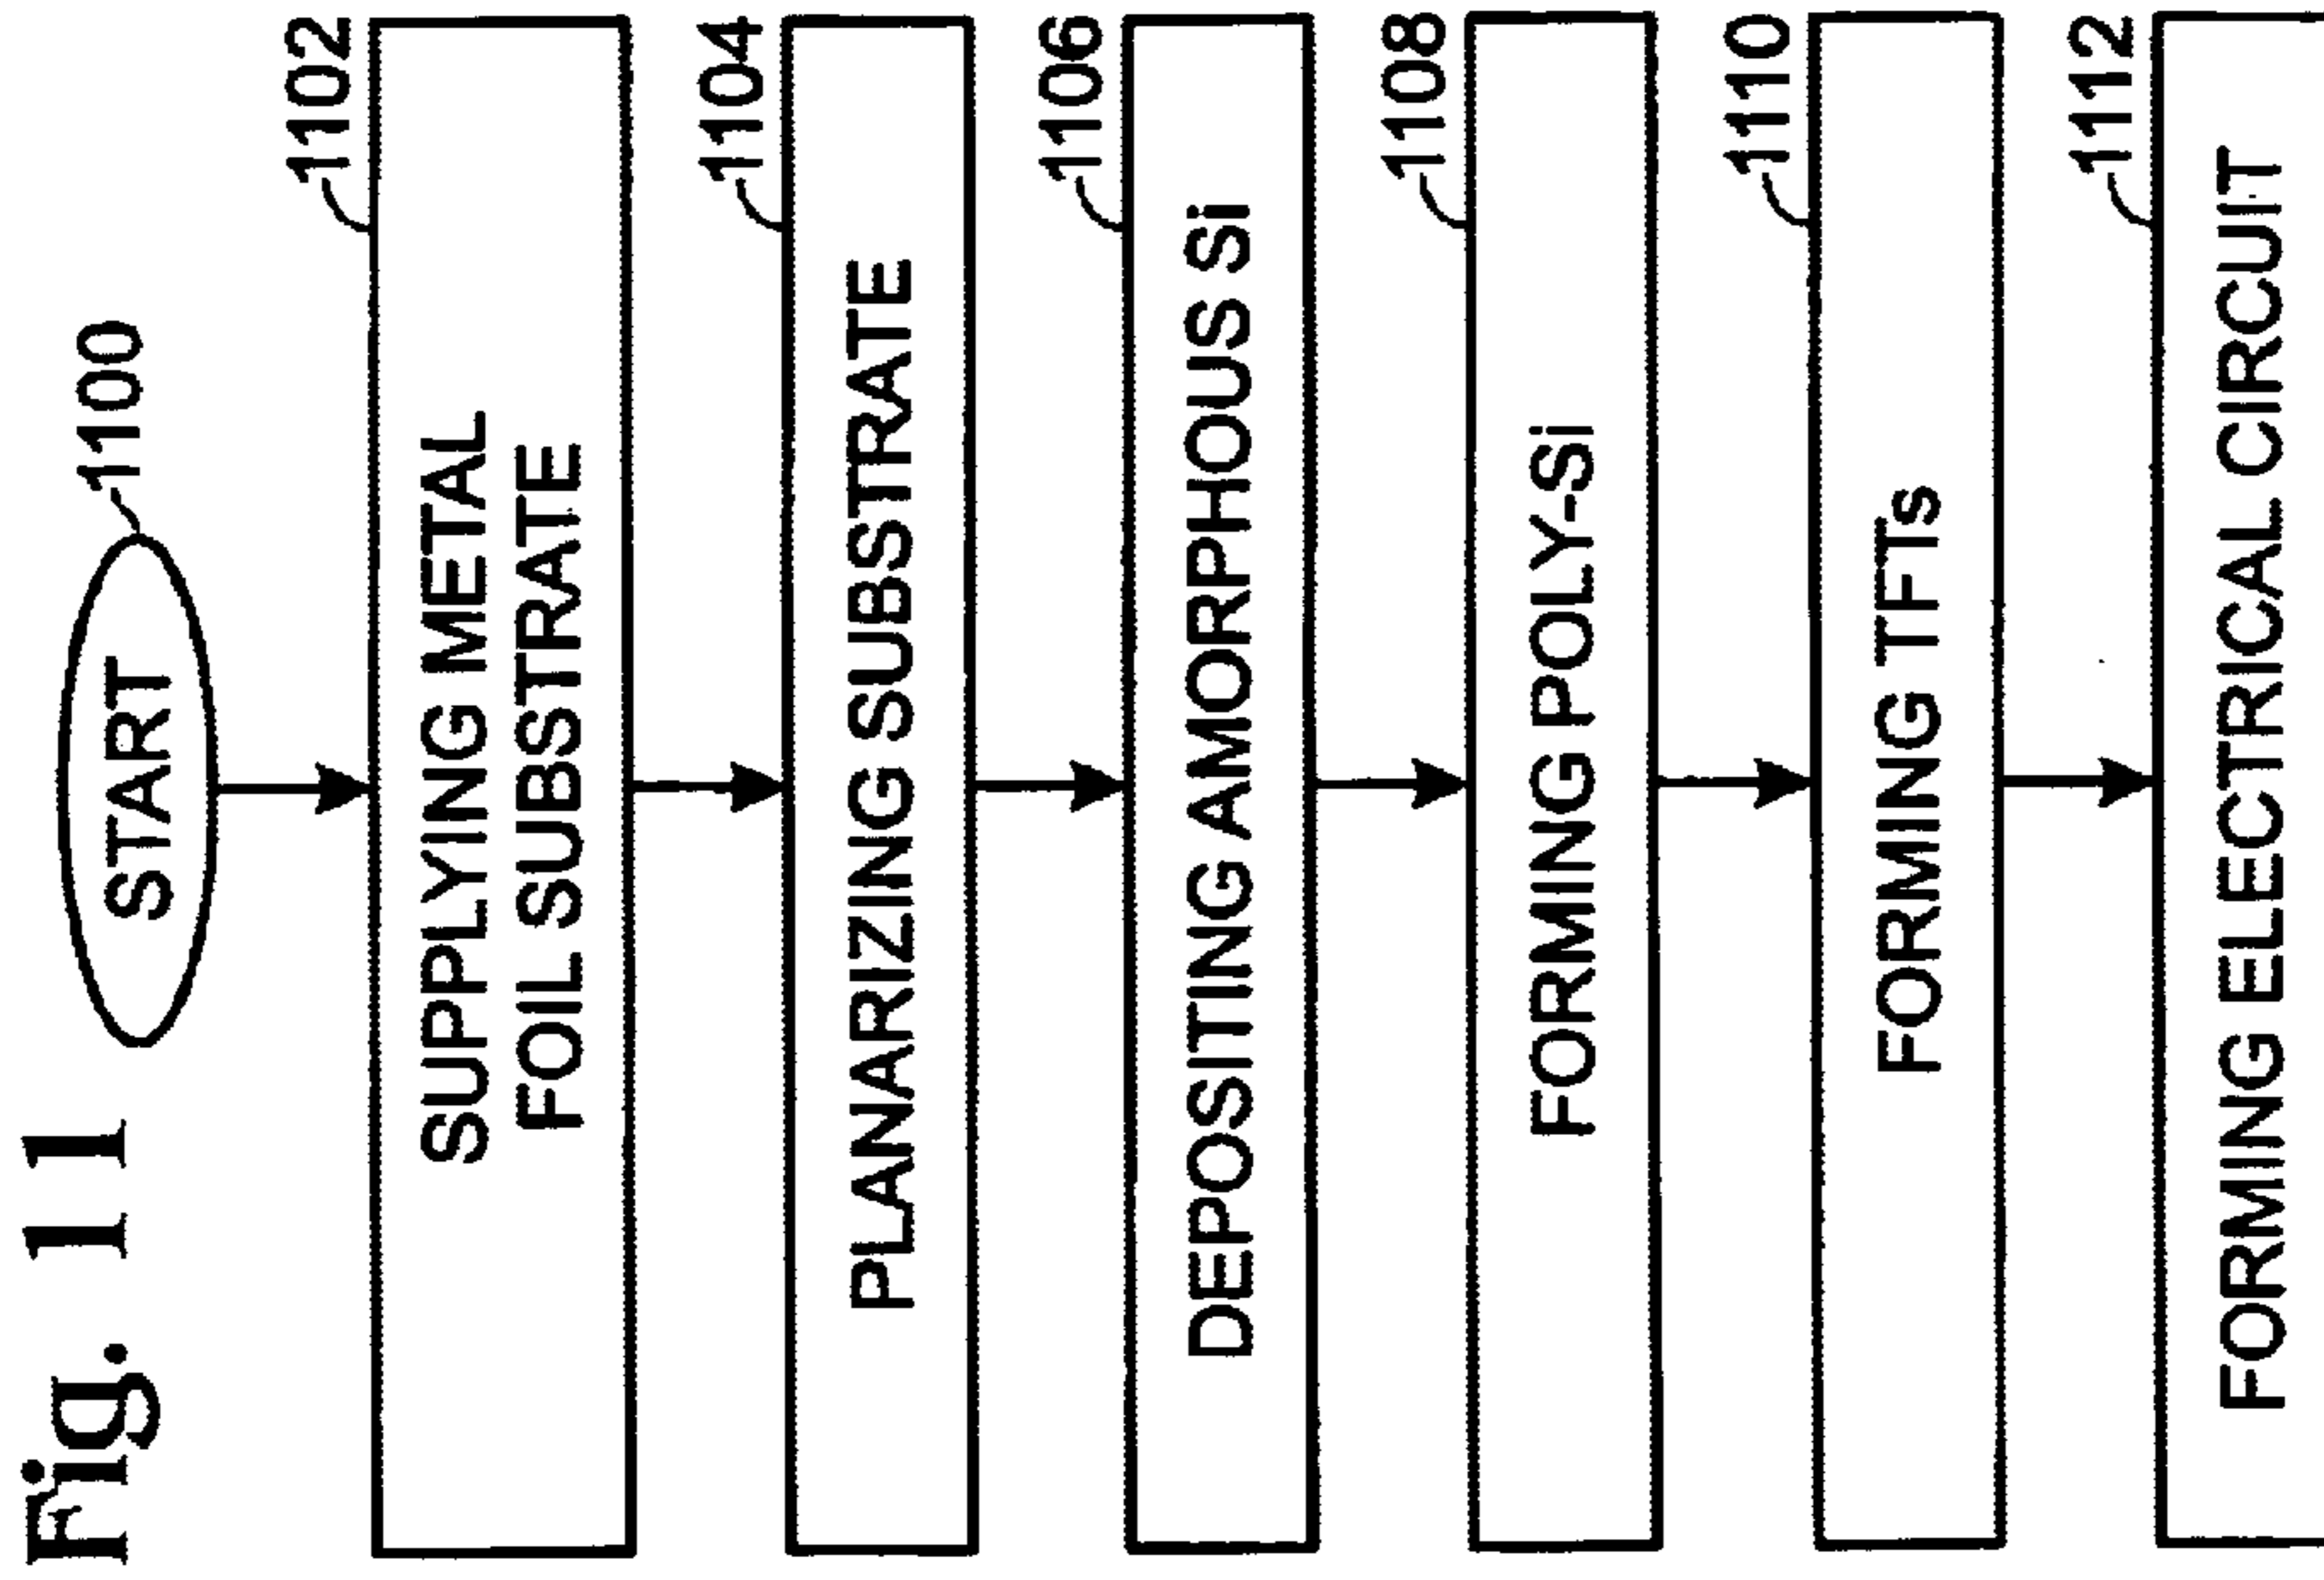 Fig. 11
START
1100
1102
SUPPLYING METAL
FOIL SUBSTRATE
1104
PLANARIZING SUBSTRATE
1106
DEPOSITING AMORPHOUS Si
1108
FORMING POLY-Si
1110
FORMING TFTs
1112
FORMING ELECTRICAL CIRCUIT